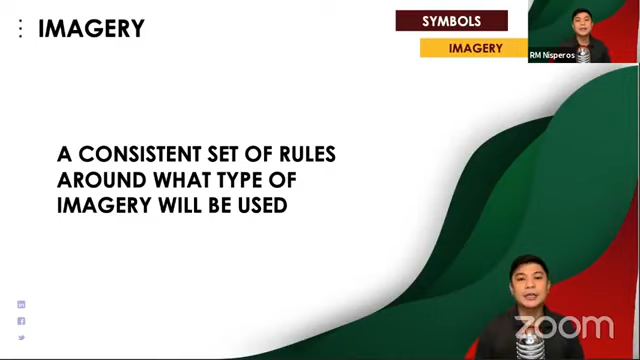 IMAGERY
SYMBOLS
IMAGERY
RM Nisperos
A CONSISTENT SET OF RULES
AROUND WHAT TYPE OF
IMAGERY WILL BE USED
zoom